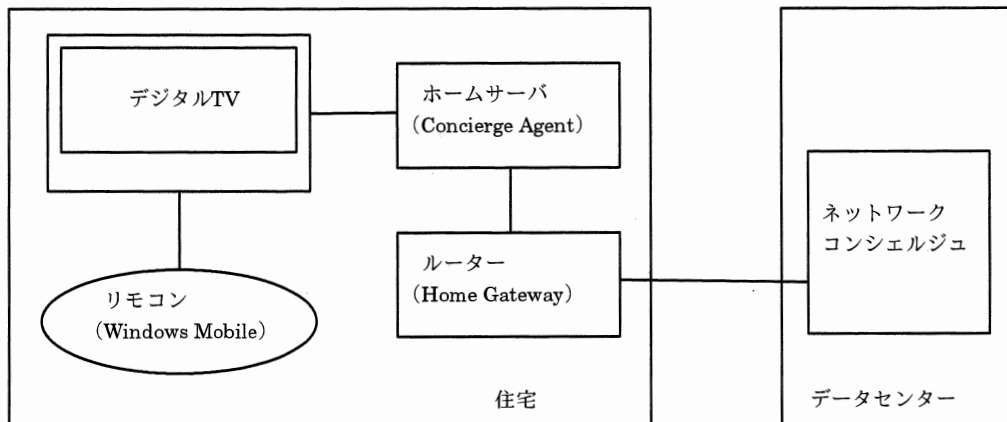 デジタルTV
ホームサーバ
（Concierge Agent）
ネットワーク
コンシェルジュ
ルーター
（Home Gateway）
リモコン
（Windows Mobile）
住宅
データセンター